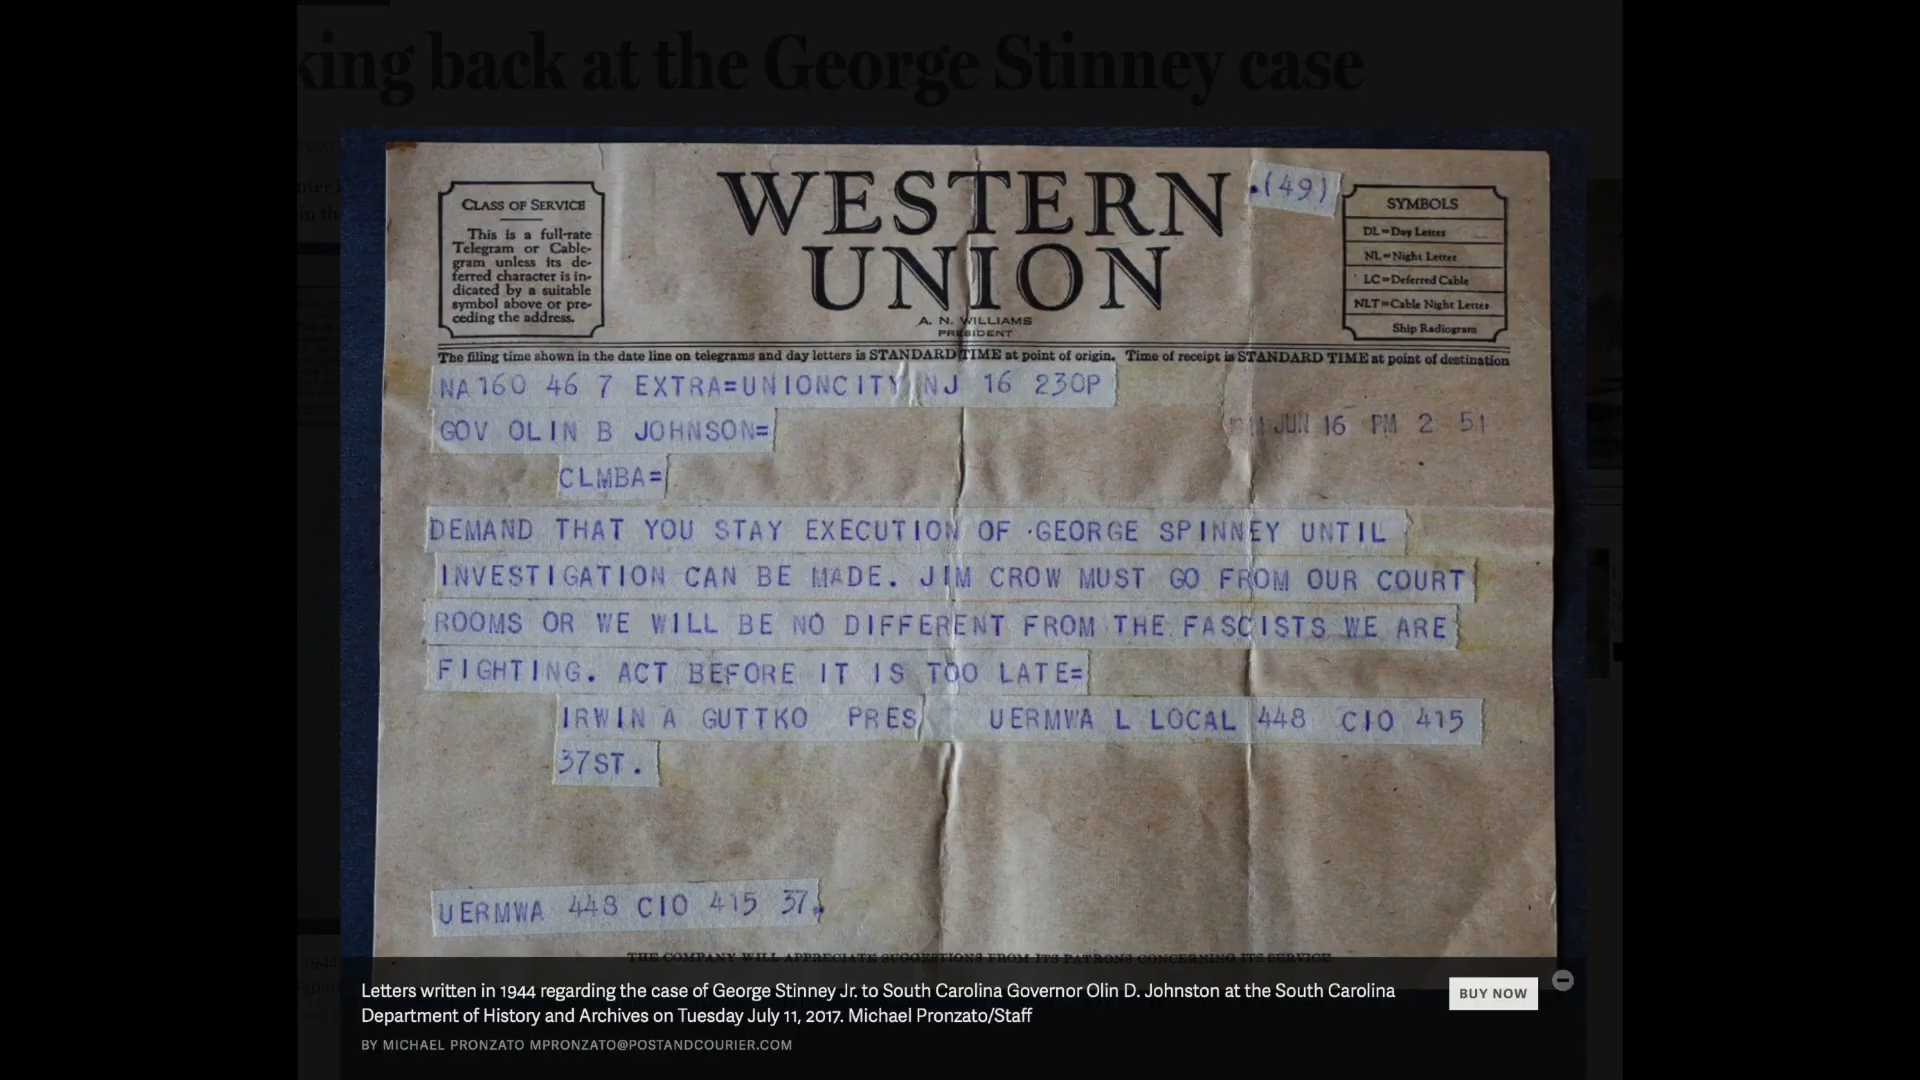 king back at the George Stinney case
WESTERN
UNION
.(49)
CLASS OF SERVICE
This is a full-rate
Telegram or Cable-
gram unless its de-
ferred character is in-
dicated by a suitable
symbol above or pre-
ceding the address.
SYMBOLS
DL=Day Letter
NL=Night Letter
LC=Deferred Cable
NLT=Cable Night Letter
Ship Radiogram
A. N. WILLIAMS
PRESIDENT
The filing time shown in the date line on telegrams and day letters is STANDARD TIME at point of origin. Time of receipt is STANDARD TIME at point of destination
NA160 46 7 EXTRA=UNIONCITY NJ 16 230P
GOV OLIN B JOHNSON=
JUN 16 PM 2 51
CLMBA=
DEMAND THAT YOU STAY EXECUTION OF GEORGE SPINNEY UNTIL
INVESTIGATION CAN BE MADE. JIM CROW MUST GO FROM OUR COURT
ROOMS OR WE WILL BE NO DIFFERENT FROM THE FASCISTS WE ARE
FIGHTING. ACT BEFORE IT IS TOO LATE=
IRWIN A GUTTKO PRES UERMWA L LOCAL 448 CIO 415
37ST.
UERMWA 448 CIO 415 37.
THE COMPANY WILL APPRECIATE SUGGESTIONS FROM ITS PATRONS CONCERNING ITS SERVICE
Letters written in 1944 regarding the case of George Stinney Jr. to South Carolina Governor Olin D. Johnston at the South Carolina
Department of History and Archives on Tuesday July 11, 2017. Michael Pronzato/Staff
BY MICHAEL PRONZATO MPRONZATO@POSTANDCOURIER.COM
BUY NOW